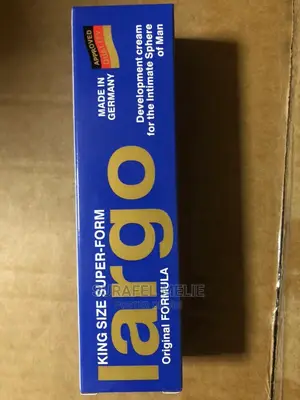 APPROVED
QUALITY
MADE IN
GERMANY
Development cream
for the Intimate Sphere
of Man
KING SIZE SUPER-FORM
largo
Original FORMULA